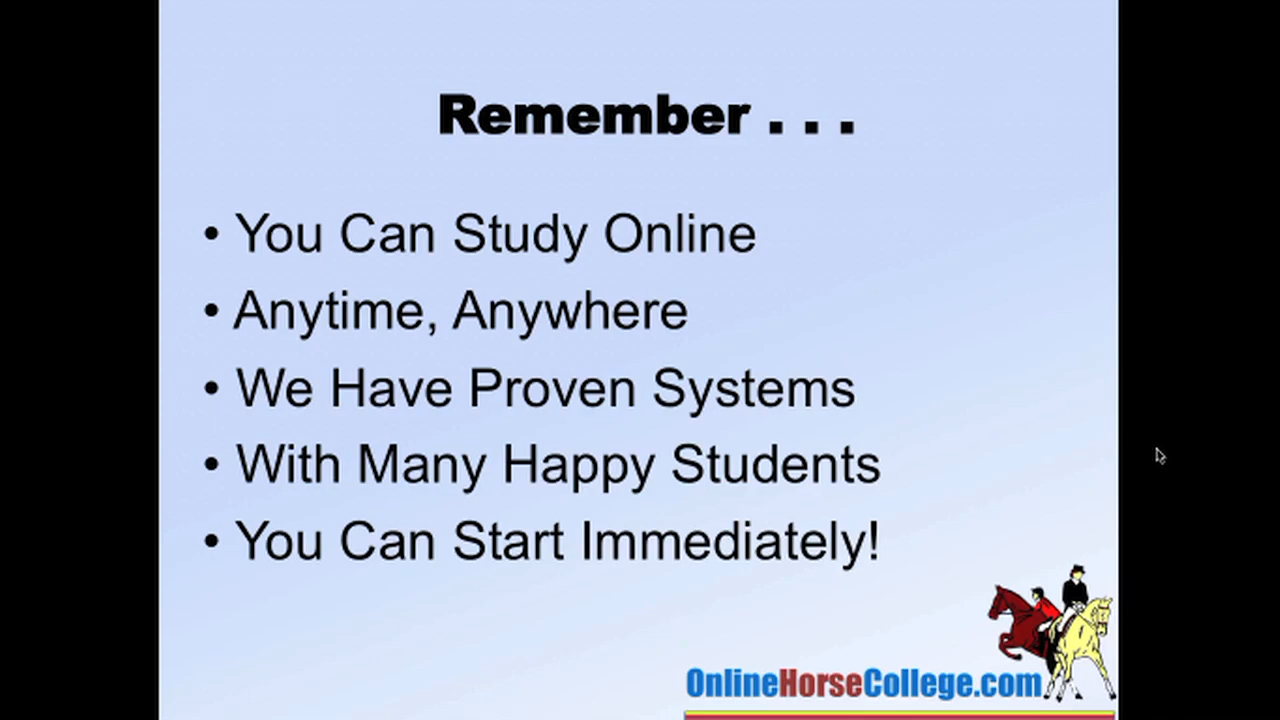 Remember . . .
• You Can Study Online
• Anytime, Anywhere
• We Have Proven Systems
• With Many Happy Students
• You Can Start Immediately!
OnlineHorseCollege.com